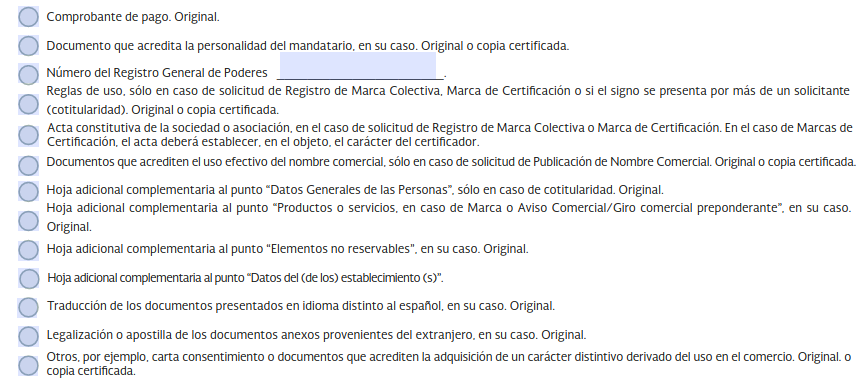 Comprobante de pago. Original.
Documento que acredita la personalidad del mandatario, en su caso. Original o copia certificada.
Número del Registro General de Poderes ________________________.
Reglas de uso, sólo en caso de solicitud de Registro de Marca Colectiva, Marca de Certificación o si el signo se presenta por más de un solicitante
(cotitularidad). Original o copia certificada.
Acta constitutiva de la sociedad o asociación, en el caso de solicitud de Registro de Marca Colectiva o Marca de Certificación. En el caso de Marcas de
Certificación, el acta deberá establecer, en el objeto, el carácter del certificador.
Documentos que acrediten el uso efectivo del nombre comercial, sólo en caso de solicitud de Publicación de Nombre Comercial. Original o copia certificada.
Hoja adicional complementaria al punto “Datos Generales de las Personas”, sólo en caso de cotitularidad. Original.
Hoja adicional complementaria al punto “Productos o servicios, en caso de Marca o Aviso Comercial/Giro comercial preponderante”, en su caso.
Original.
Hoja adicional complementaria al punto “Elementos no reservables”, en su caso. Original.
Hoja adicional complementaria al punto “Datos del (de los) establecimiento (s)”.
Traducción de los documentos presentados en idioma distinto al español, en su caso. Original.
Legalización o apostilla de los documentos anexos provenientes del extranjero, en su caso. Original.
Otros, por ejemplo, carta consentimiento o documentos que acrediten la adquisición de un carácter distintivo derivado del uso en el comercio. Original. o
copia certificada.